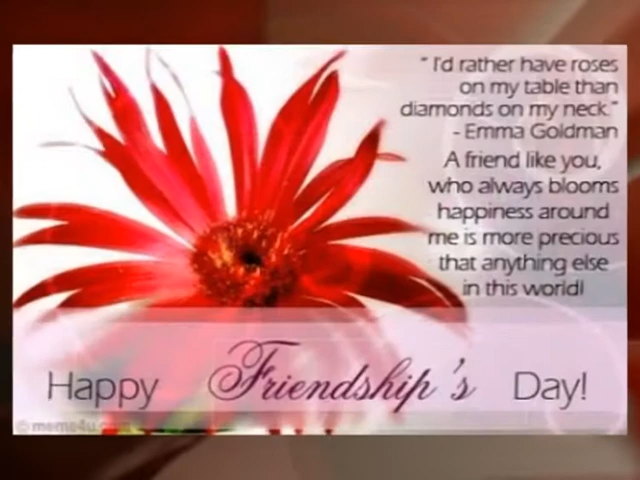 " I'd rather have roses
on my table than
diamonds on my neck."
- Emma Goldman
A friend like you,
who always blooms
happiness around
me is more precious
that anything else
in this world!
Happy Friendship's Day!